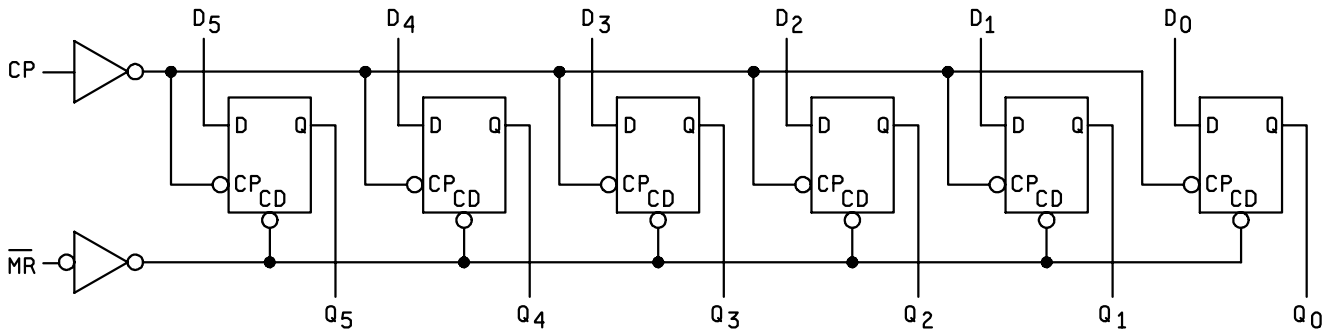 D5 D4 D3 D2 D1 D0
CP
D Q D Q D Q D Q D Q D Q
CP CP CP CP CP CP
CD CD CD CD CD CD
M̅R̅
Q5 Q4 Q3 Q2 Q1 Q0